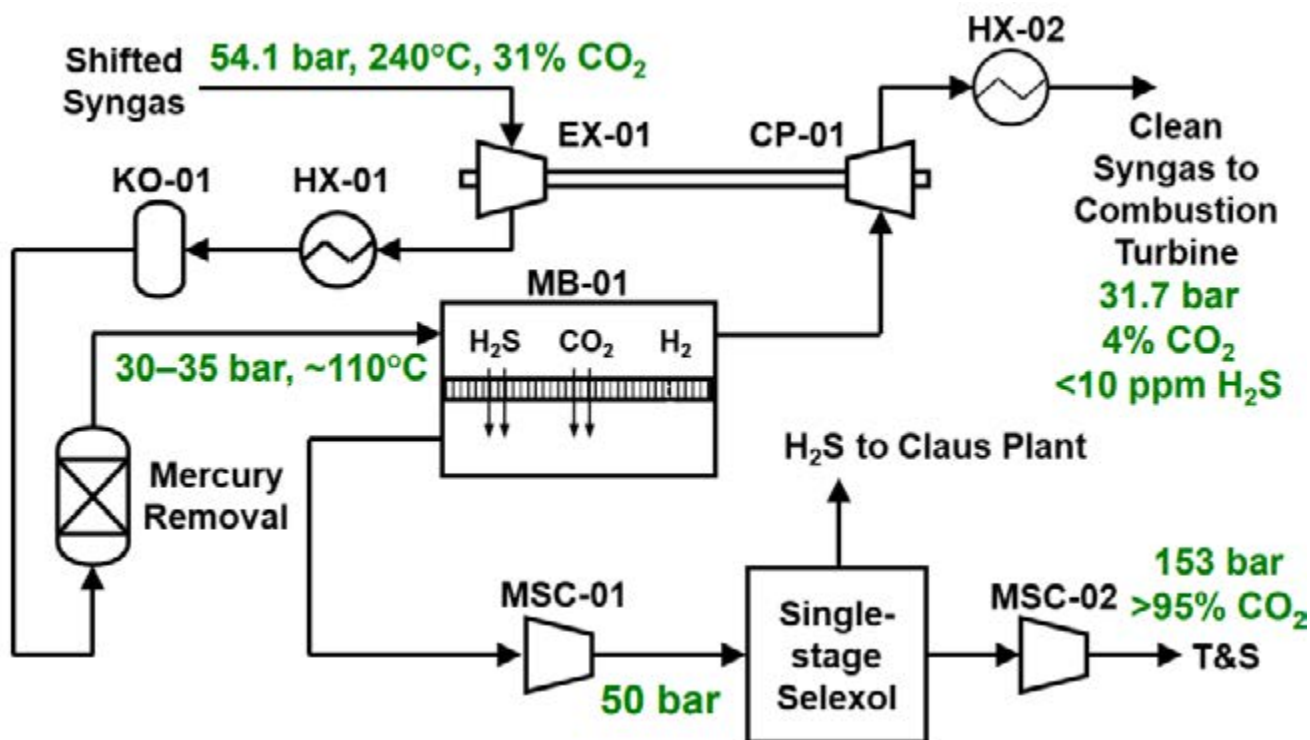 HX-02
Shifted
Syngas
54.1 bar, 240°C, 31% CO₂
EX-01
CP-01
Clean
Syngas to
Combustion
Turbine
31.7 bar
4% CO₂
<10 ppm H₂S
KO-01
HX-01
MB-01
H₂S
CO₂
H₂
30–35 bar, ~110°C
Mercury
Removal
H₂S to Claus Plant
MSC-01
50 bar
Single-
stage
Selexol
MSC-02
153 bar
>95% CO₂
T&S